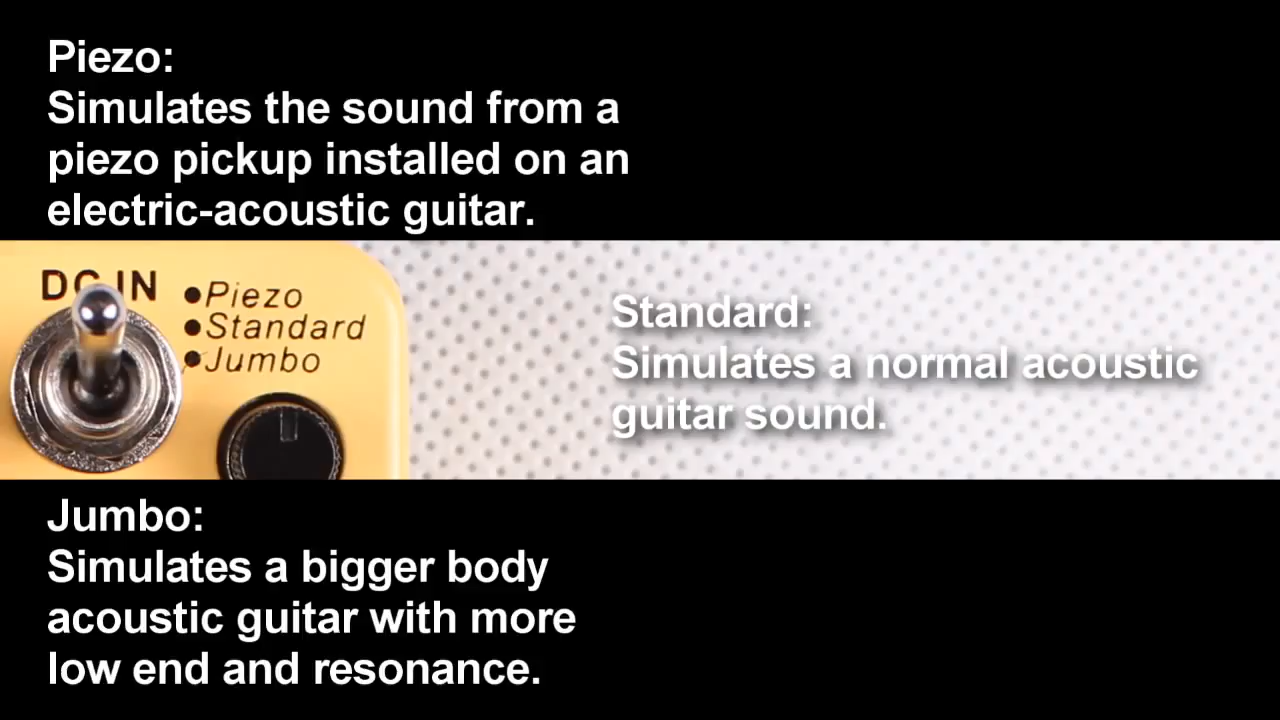 Piezo:
Simulates the sound from a
piezo pickup installed on an
electric-acoustic guitar.
DC IN
Piezo
Standard
Jumbo
Standard:
Simulates a normal acoustic
guitar sound.
Jumbo:
Simulates a bigger body
acoustic guitar with more
low end and resonance.